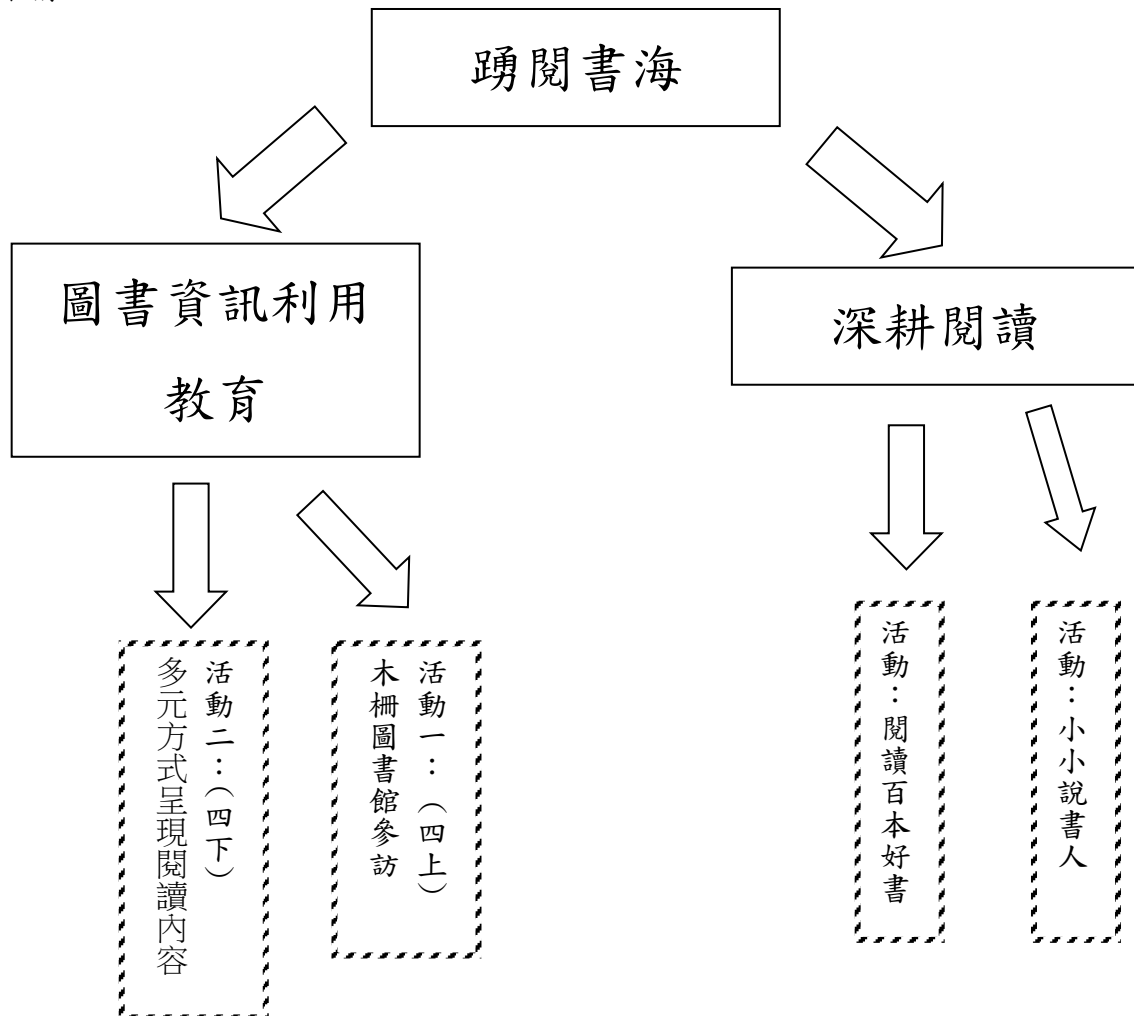 踴閱書海
圖書資訊利用
教育
深耕閱讀
活動一：（四上）
木柵圖書館參訪
活動二：（四下）
多元方式呈現閱讀內容
活動：小小說書人
活動：閱讀百本好書